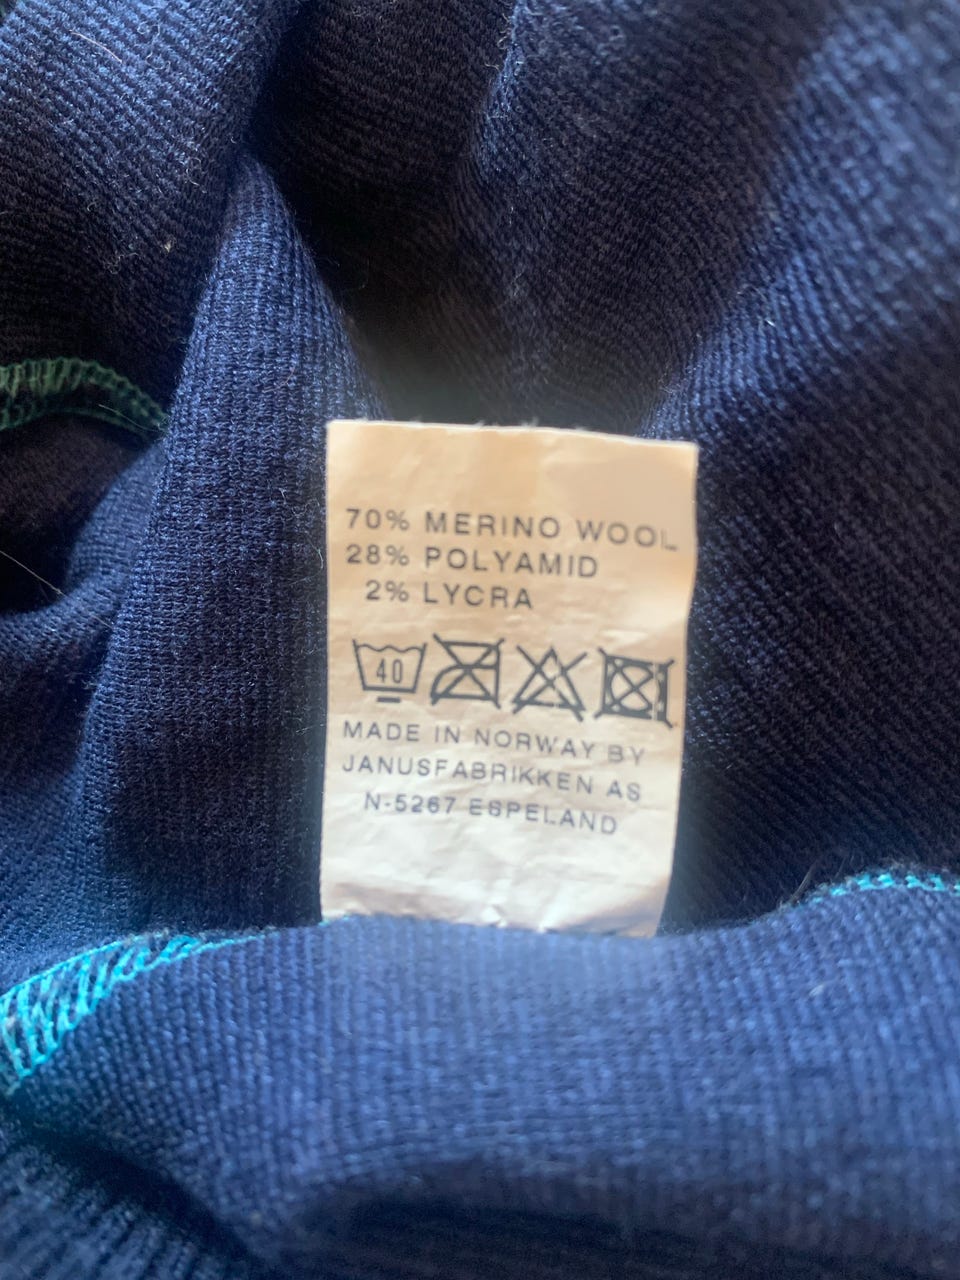 70% MERINO WOOL
28% POLYAMID
2% LYCRA
40
MADE IN NORWAY BY
JANUSFABRIKKEN AS
N-5267 ESPELAND